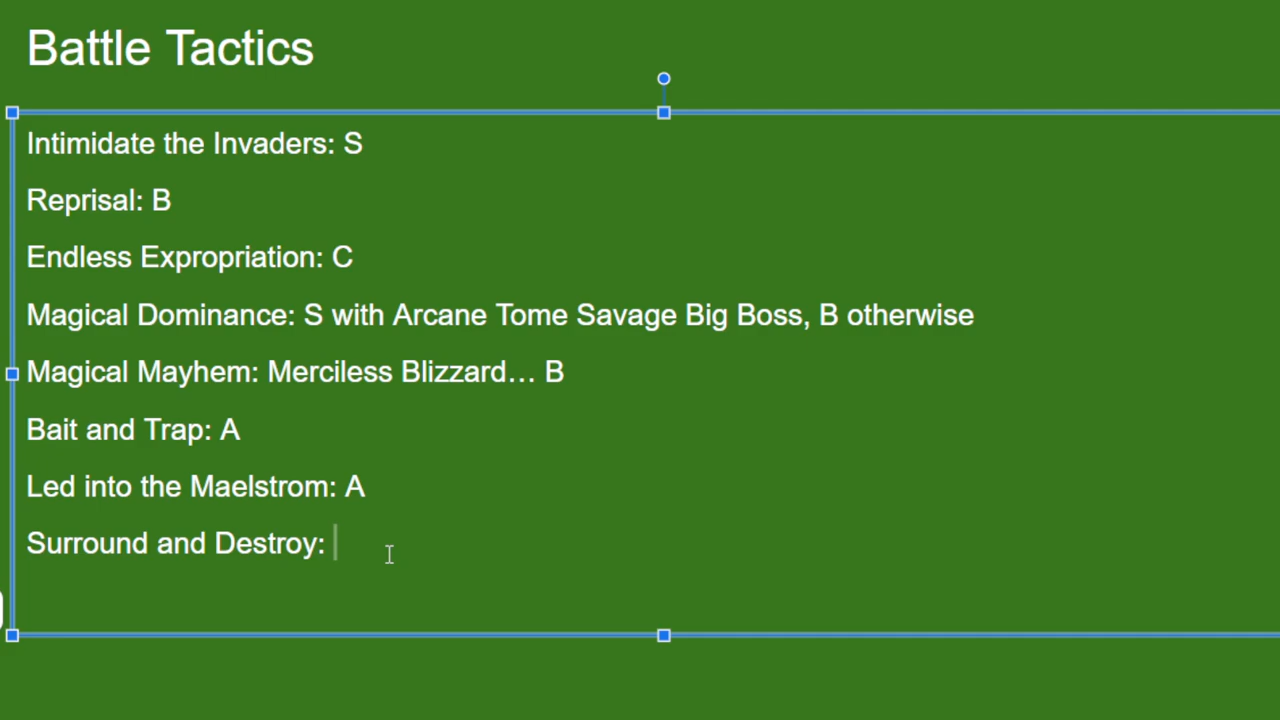 Battle Tactics
Intimidate the Invaders: S
Reprisal: B
Endless Expropriation: C
Magical Dominance: S with Arcane Tome Savage Big Boss, B otherwise
Magical Mayhem: Merciless Blizzard… B
Bait and Trap: A
Led into the Maelstrom: A
Surround and Destroy: